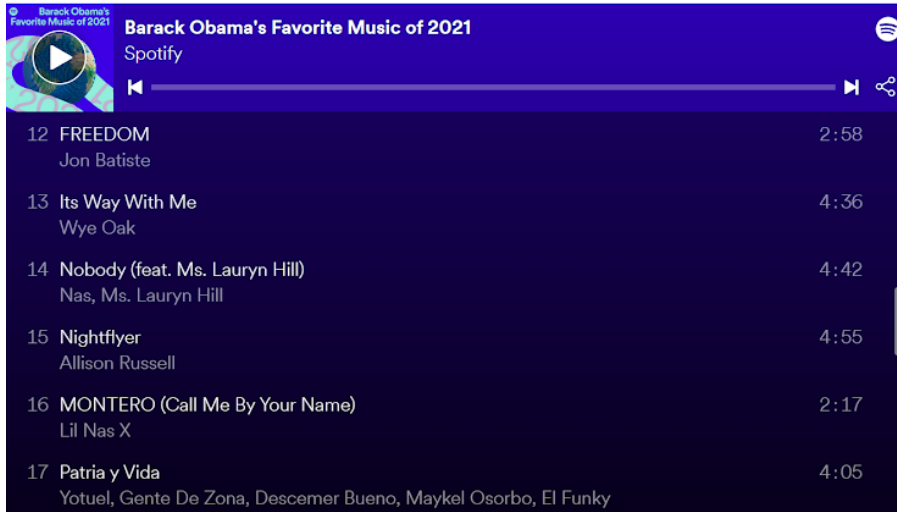 Barack Obama's
Favorite Music of 2021
Barack Obama's Favorite Music of 2021
Spotify
12 FREEDOM 2:58
Jon Batiste
13 Its Way With Me 4:36
Wye Oak
14 Nobody (feat. Ms. Lauryn Hill) 4:42
Nas, Ms. Lauryn Hill
15 Nightflyer 4:55
Allison Russell
16 MONTERO (Call Me By Your Name) 2:17
Lil Nas X
17 Patria y Vida 4:05
Yotuel, Gente De Zona, Descemer Bueno, Maykel Osorbo, El Funky